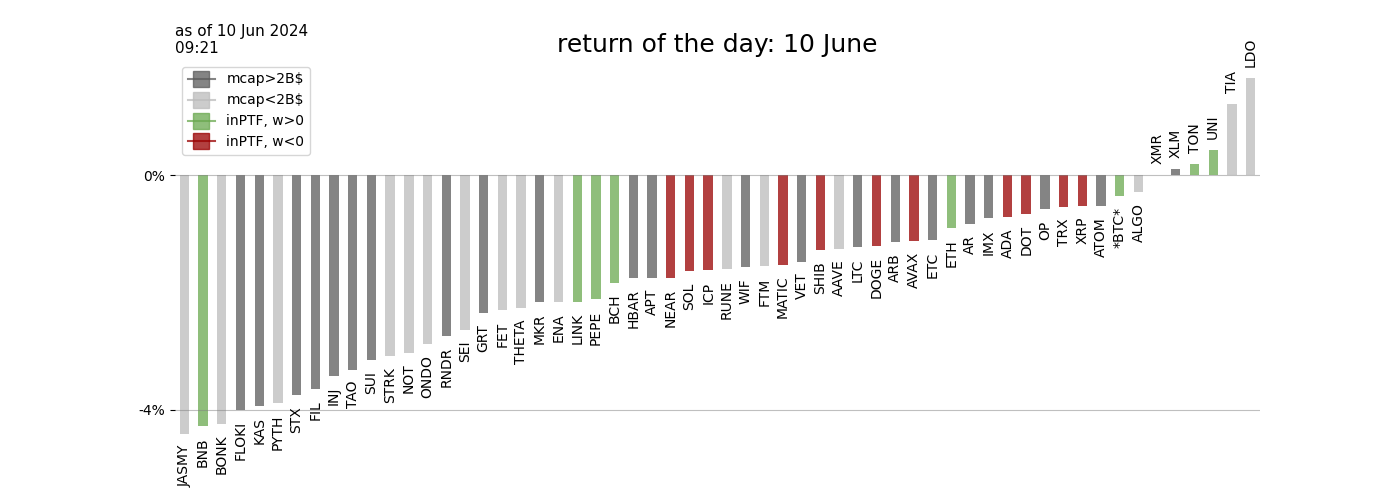 as of 10 Jun 2024
09:21
return of the day: 10 June
mcap>2B$
mcap<2B$
inPTF, w>0
inPTF, w<0
0%
-4%
JASMY
BNB
BONK
FLOKI
KAS
PYTH
STX
FIL
INJ
TAO
SUI
STRK
NOT
ONDO
RNDR
SEI
GRT
FET
THETA
MKR
ENA
LINK
PEPE
BCH
HBAR
APT
NEAR
SOL
ICP
RUNE
WIF
FTM
MATIC
VET
SHIB
AAVE
LTC
DOGE
ARB
AVAX
ETC
ETH
AR
IMX
ADA
DOT
OP
TRX
XRP
ATOM
*BTC*
ALGO
XMR
XLM
TON
UNI
TIA
LDO